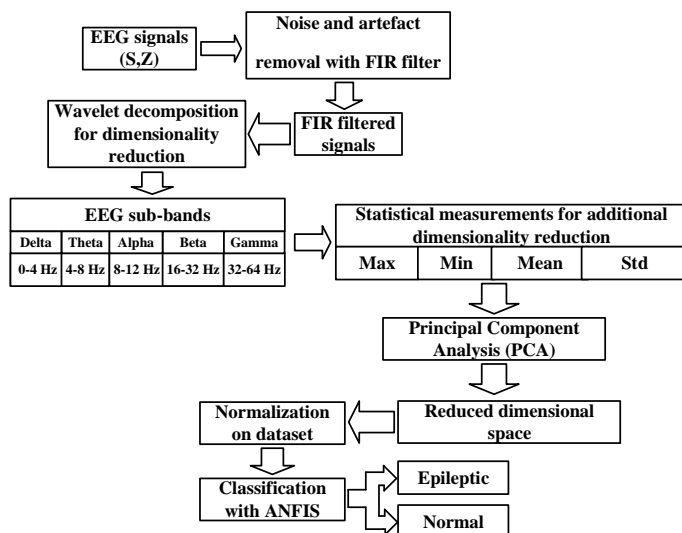 EEG signals
(S,Z)
Noise and artefact
removal with FIR filter
Wavelet decomposition
for dimensionality
reduction
FIR filtered
signals
EEG sub-bands
Delta Theta Alpha Beta Gamma
0-4 Hz 4-8 Hz 8-12 Hz 16-32 Hz 32-64 Hz
Statistical measurements for additional
dimensionality reduction
Max Min Mean Std
Principal Component
Analysis (PCA)
Normalization
on dataset
Reduced dimensional
space
Classification
with ANFIS
Epileptic
Normal